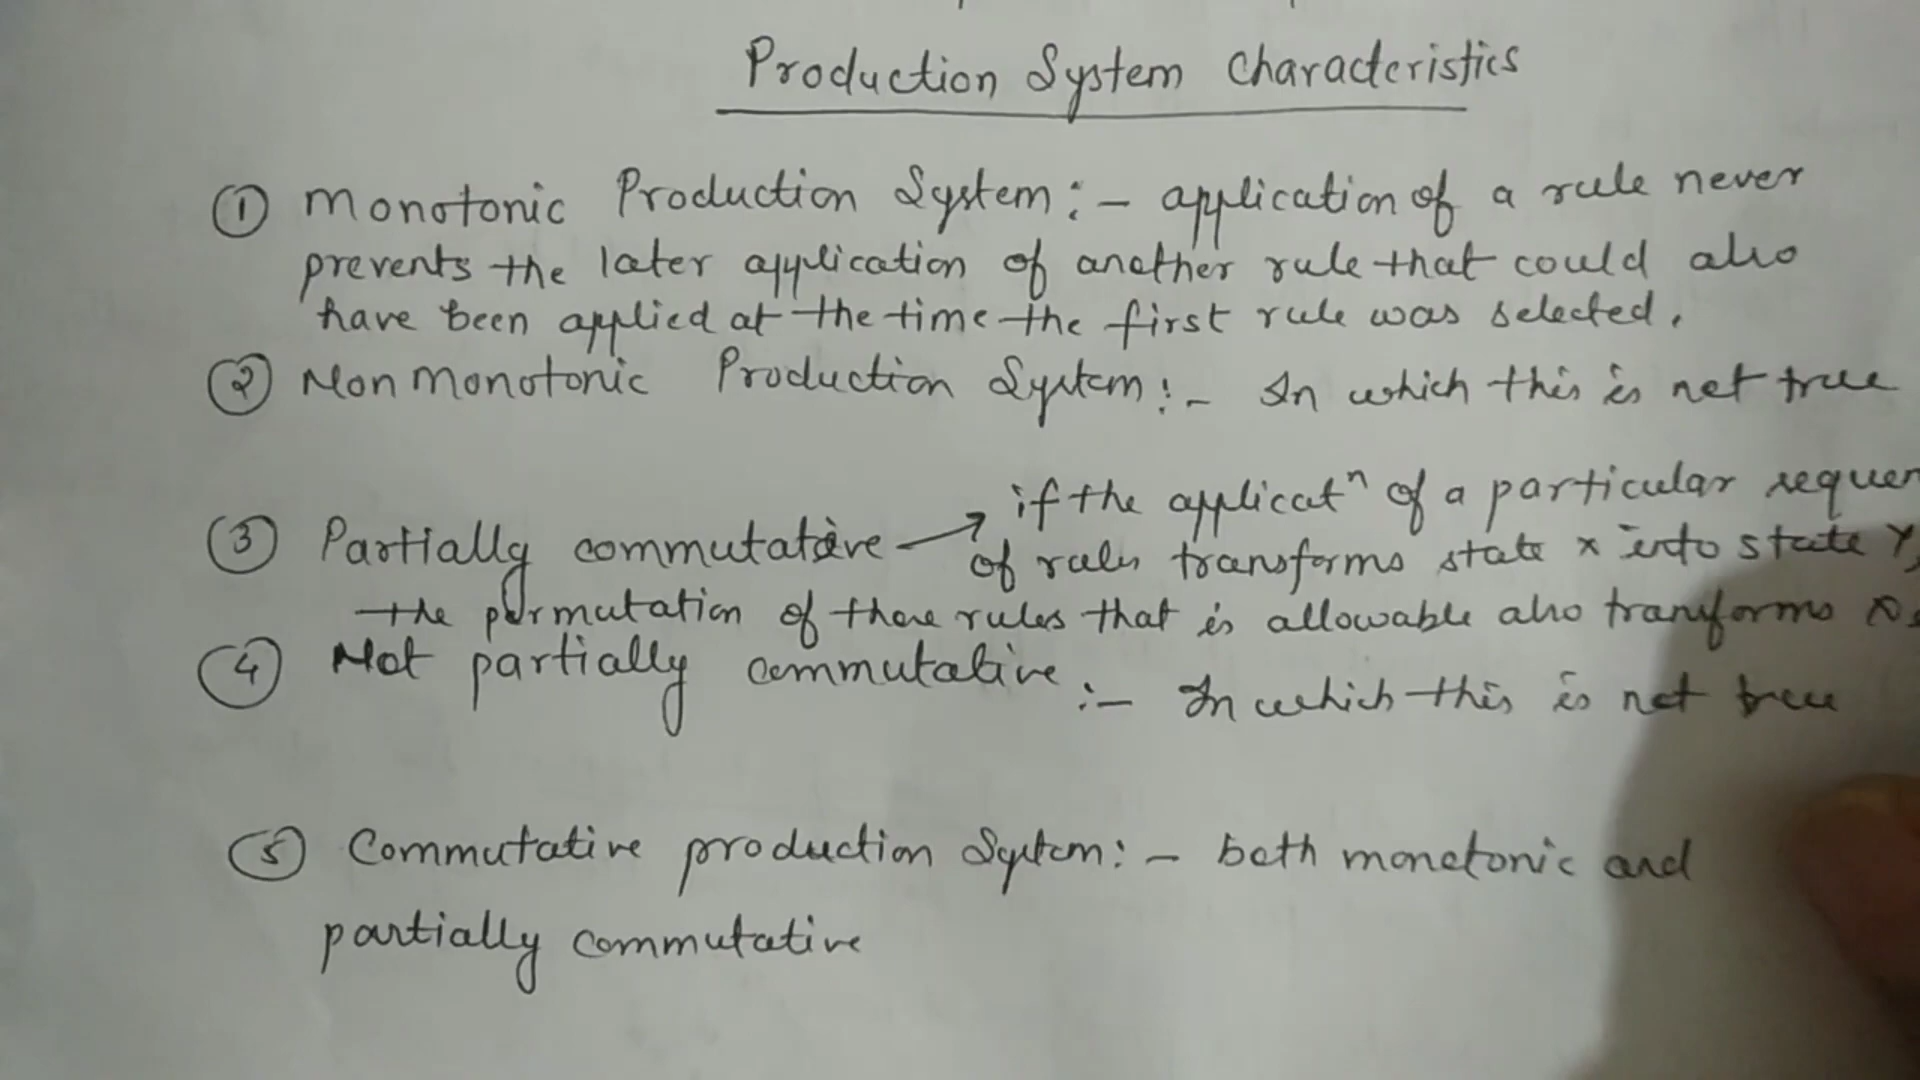 Production System Characteristics
① Monotonic Production System:- application of a rule never
prevents the later application of another rule that could also
have been applied at the time the first rule was selected.
② Non Monotonic Production System:- In which this is not true
③ Partially commutative → if the applicatⁿ of a particular sequen
of rules transforms state x into state Y,
the permutation of those rules that is allowable also transforms
④ Not partially commutative :- In which this is not true
⑤ Commutative production System:- both monotonic and
partially commutative